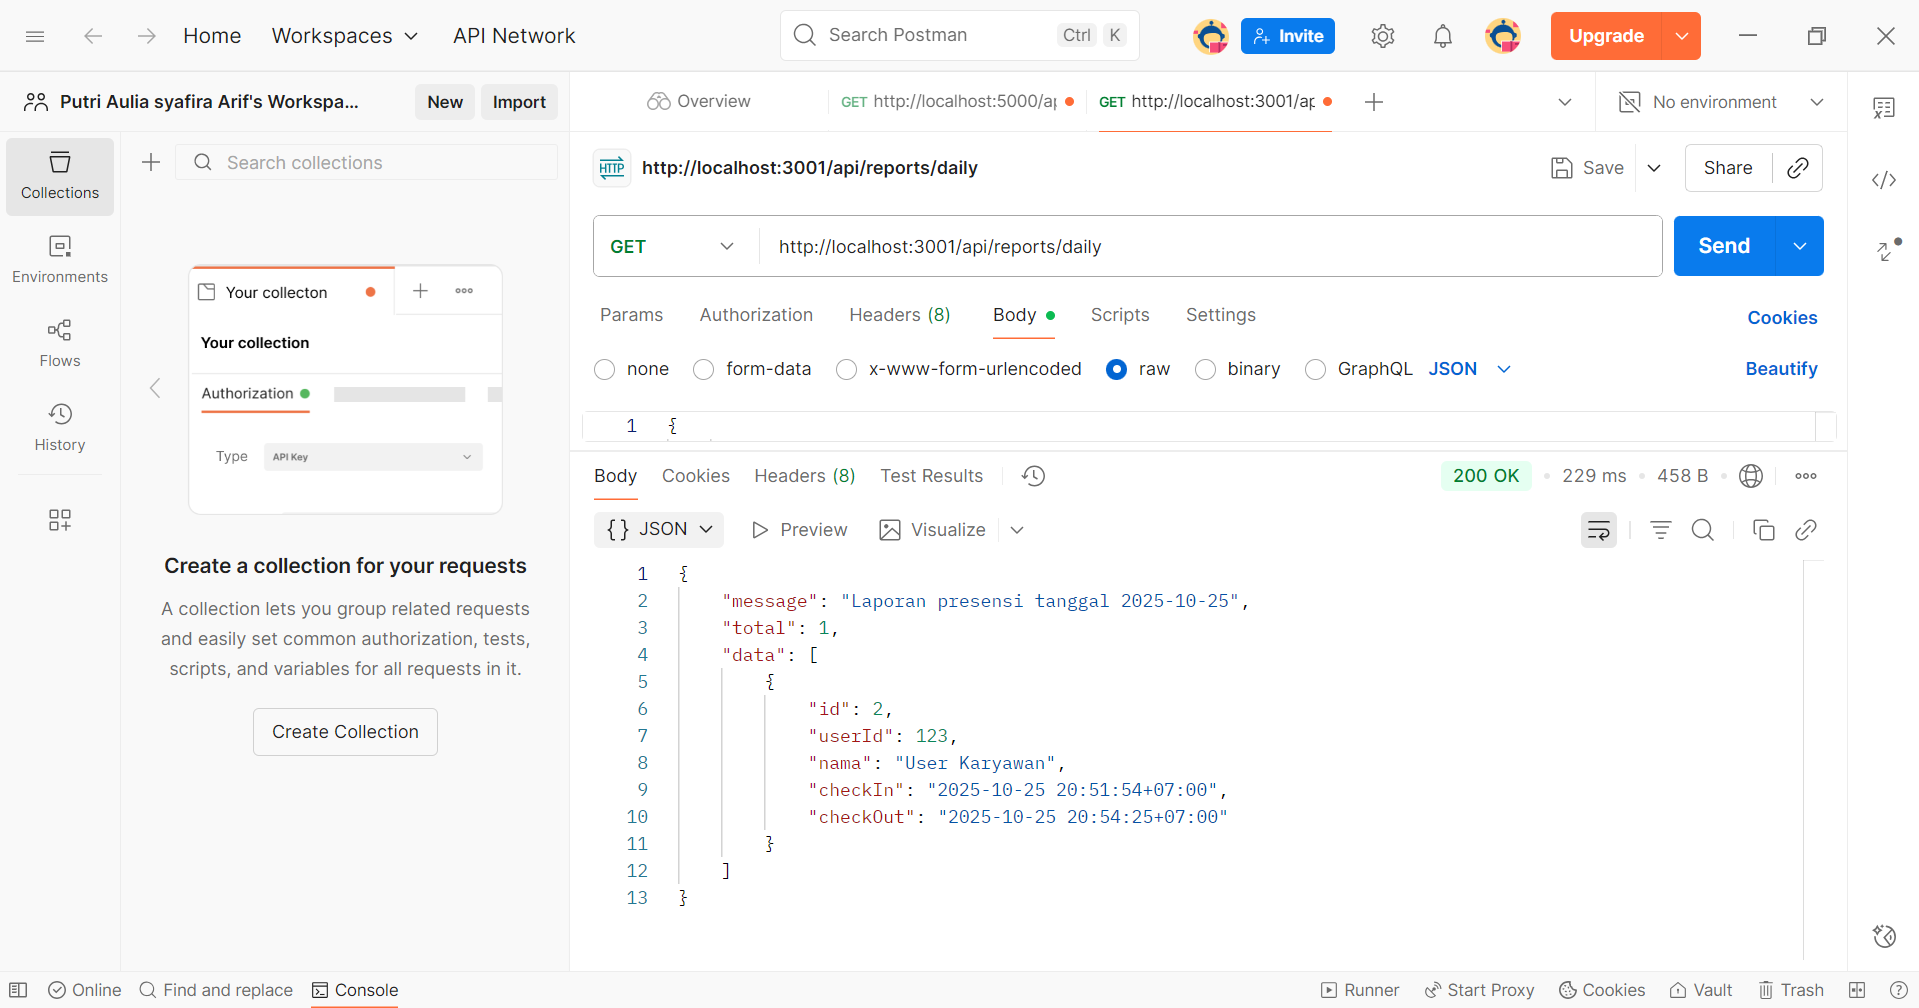 Home
Workspaces
API Network
Search Postman
Ctrl
K
Invite
Upgrade
Putri Aulia syafira Arif's Workspa...
New
Import
Overview
GET http://localhost:5000/ap
GET http://localhost:3001/ap
No environment
Collections
Search collections
HTTP
http://localhost:3001/api/reports/daily
Save
Share
Environments
GET
http://localhost:3001/api/reports/daily
Send
Flows
History
Your collecton
Your collection
Authorization
Type
API Key
Params
Authorization
Headers (8)
Body
Scripts
Settings
Cookies
none
form-data
x-www-form-urlencoded
raw
binary
GraphQL
JSON
Beautify
1 {
Body
Cookies
Headers (8)
Test Results
200 OK
229 ms
458 B
{} JSON
Preview
Visualize
1 {
2 "message": "Laporan presensi tanggal 2025-10-25",
3 "total": 1,
4 "data": [
5 {
6 "id": 2,
7 "userId": 123,
8 "nama": "User Karyawan",
9 "checkIn": "2025-10-25 20:51:54+07:00",
10 "checkOut": "2025-10-25 20:54:25+07:00"
11 }
12 ]
13 }
Create a collection for your requests
A collection lets you group related requests
and easily set common authorization, tests,
scripts, and variables for all requests in it.
Create Collection
Online
Find and replace
Console
Runner
Start Proxy
Cookies
Vault
Trash